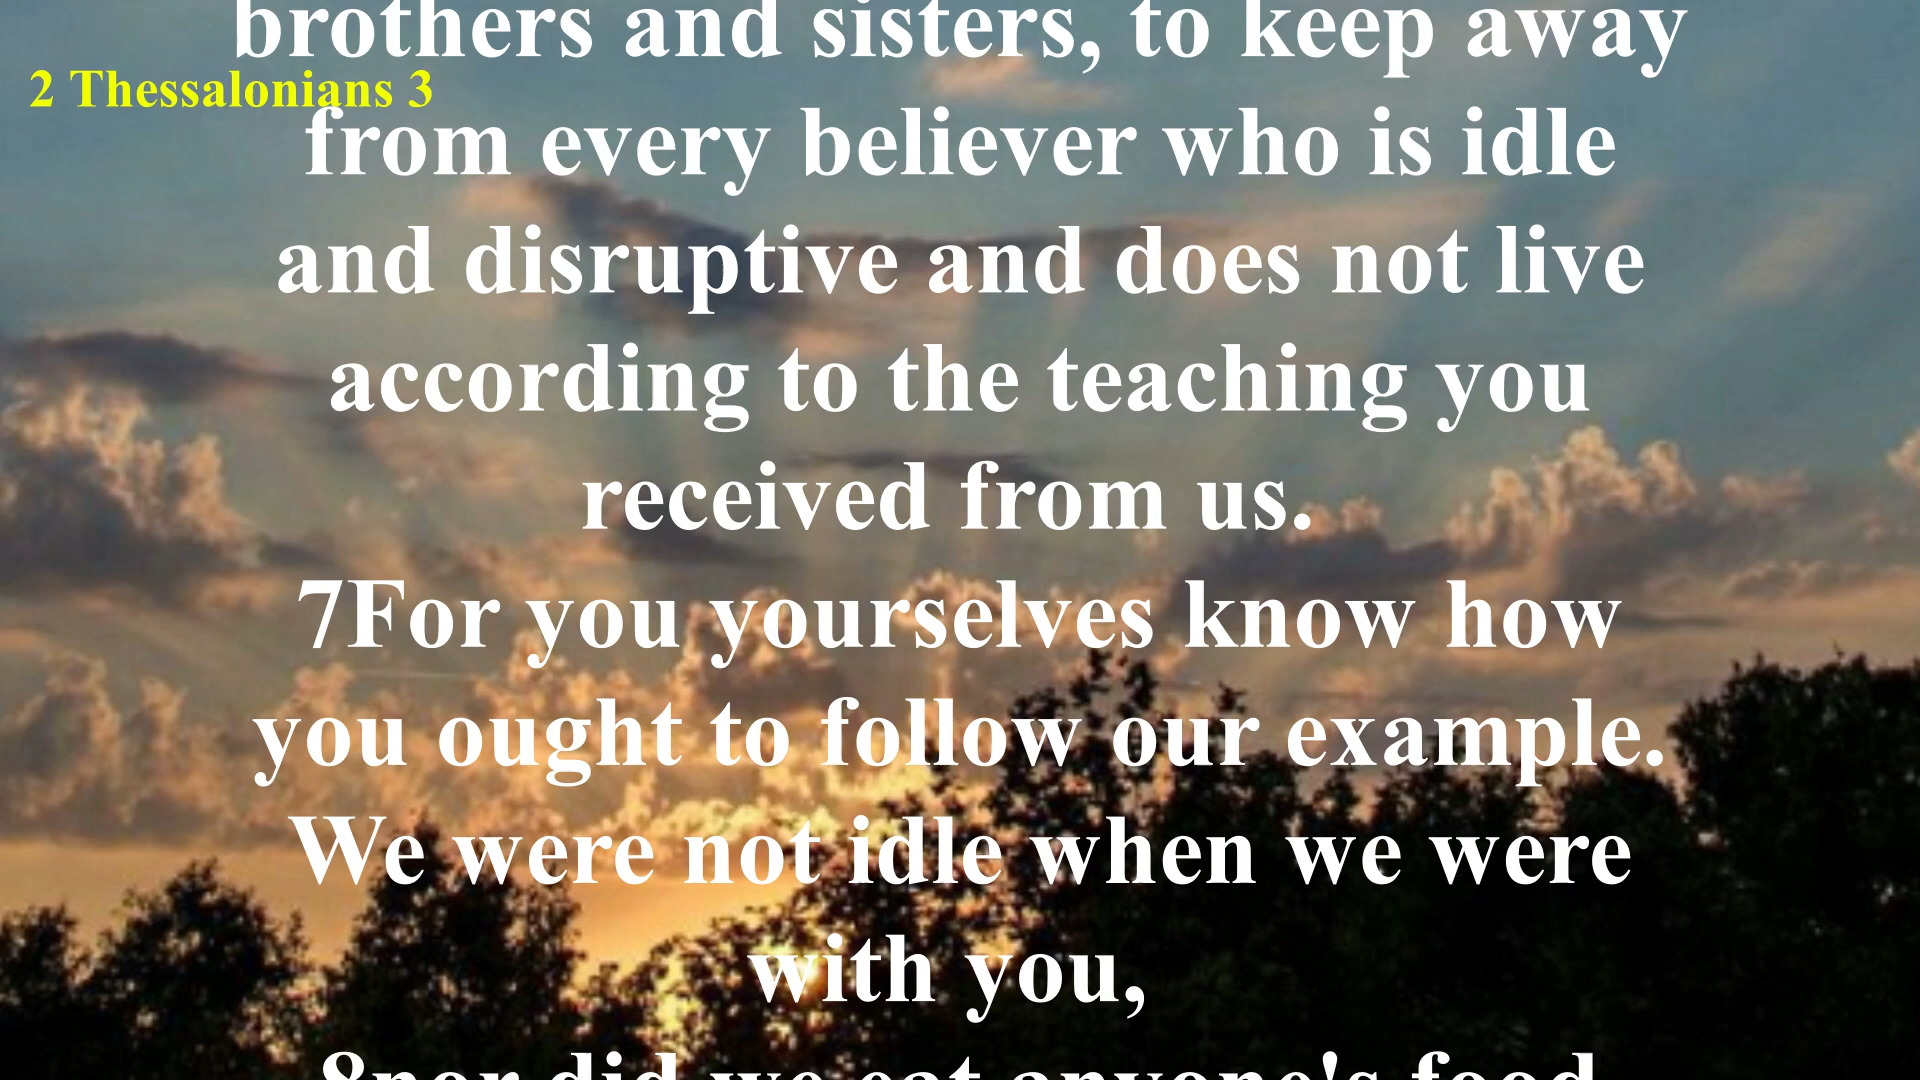 brothers and sisters, to keep away
2 Thessalonians 3
from every believer who is idle
and disruptive and does not live
according to the teaching you
received from us.
7For you yourselves know how
you ought to follow our example.
We were not idle when we were
with you,
8nor did we eat anyone's food